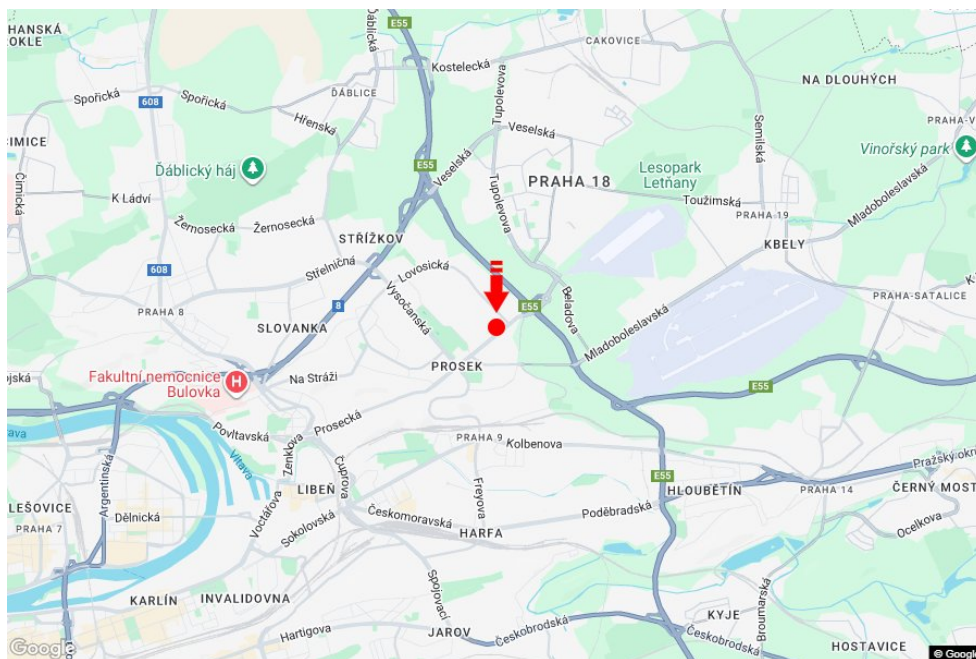 HANSKÁ
OKLE
Ďáblická
E55
CAKOVICE
Kostelecká
608
Spořická
Spořická
ĎÁBLICE
Hřenská
Tupolevova
Veselská
NA DLOUHÝCH
Semilská
PRAHA-V
Vinořský park
ČIMICE
Čimická
Ďáblický háj
E55
Veselská
Lesopark
Letňany
PRAHA 18
K Ládví
Tupolevova
Toužimská
PRAHA 19
Mladoboleslavská
Žernosecká
Žernosecká
STŘÍŽKOV
KBELY
Střelničná
Lovosická
608
8
Vysočanská
E55
Beladova
PRAHA-SATALICE
PRAHA 8
SLOVANKA
Mladoboleslavská
PROSEK
Fakultní nemocnice
Bulovka
Na Stráži
E55
Povltavská
Prosecká
PRAHA 9
Kolbenova
Vltava
Zenklova
Čuprova
Argentinská
LIBEŇ
Freyova
E55
HLOUBĚTÍN
PRAHA 14
Pražský okru
ČERNÝ MOST
LEŠOVICE
PRAHA 7
Dělnická
Voctářova
Sokolovská
Českomoravská
Poděbradská
HARFA
Ocelkova
KARLÍN
INVALIDOVNA
Spojovací
KYJE
Broumarská
Hartigova
JAROV
Českobrodská
Českobrodská
HOSTAVICE
Google
© Googl